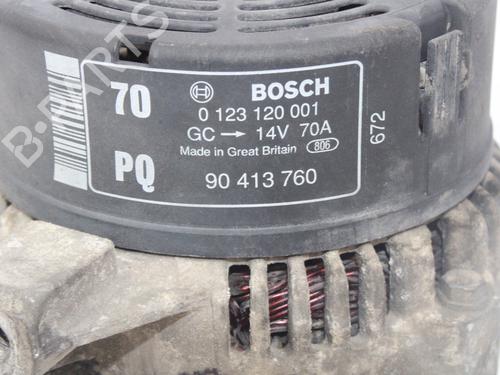 B-PARTS
70
BOSCH
0 123 120 001
GC → 14V 70A
Made in Great Britain 806
PQ
90 413 760
672